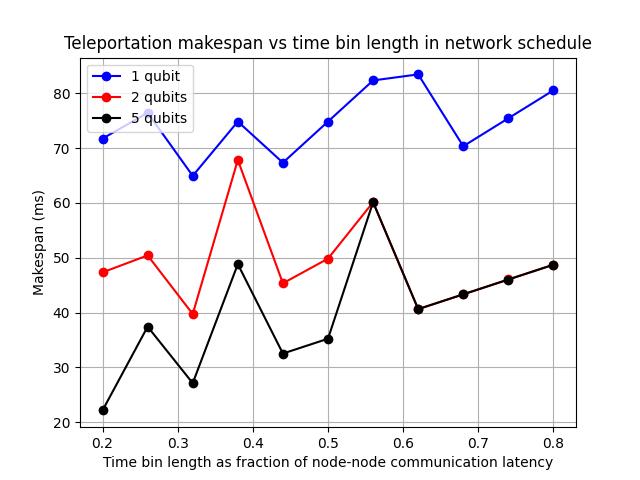 Teleportation makespan vs time bin length in network schedule
1 qubit
2 qubits
5 qubits
80
70
60
50
40
30
20
Makespan (ms)
0.2 0.3 0.4 0.5 0.6 0.7 0.8
Time bin length as fraction of node-node communication latency